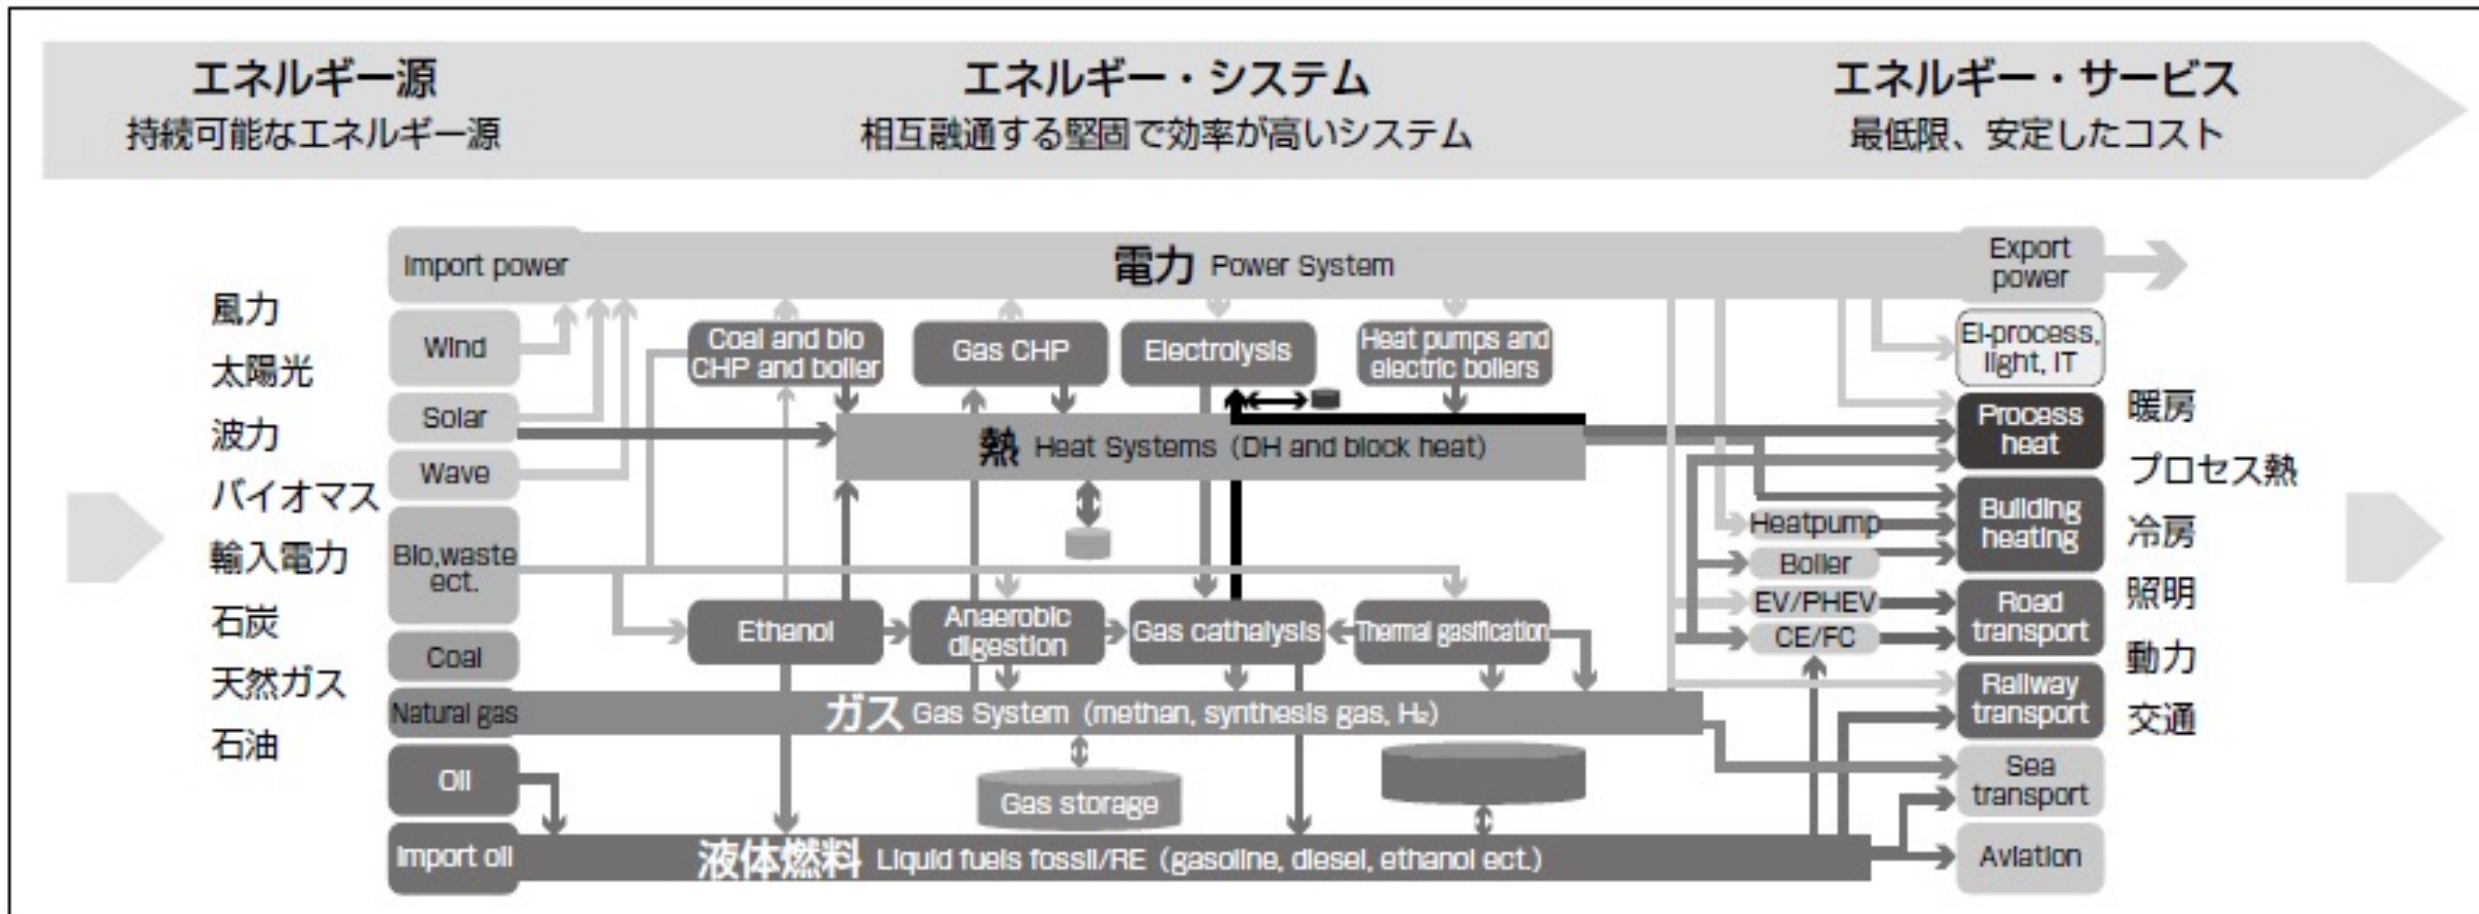 エネルギー源
持続可能なエネルギー源
エネルギー・システム
相互融通する堅固で効率が高いシステム
エネルギー・サービス
最低限、安定したコスト
風力
太陽光
波力
バイオマス
輸入電力
石炭
天然ガス
石油
Import power
Wind
Solar
Wave
Bio,waste
ect.
Coal
Natural gas
Oil
Import oil
電力 Power System
Coal and bio
CHP and boiler
Gas CHP
Electrolysis
Heat pumps and
electric boilers
熱 Heat Systems (DH and block heat)
Ethanol
Anaerobic
digestion
Gas cathalysis
Thermal gasification
ガス Gas System (methan, synthesis gas, H₂)
Gas storage
液体燃料 Liquid fuels fossil/RE (gasoline, diesel, ethanol ect.)
Heatpump
Boiler
EV/PHEV
CE/FC
Export
power
El-process,
light, IT
Process
heat
Building
heating
Road
transport
Railway
transport
Sea
transport
Aviation
暖房
プロセス熱
冷房
照明
動力
交通